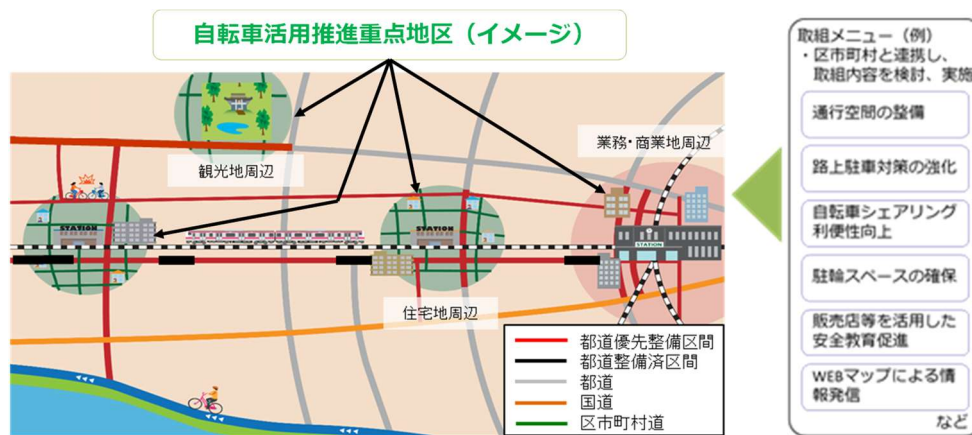 自転車活用推進重点地区（イメージ）
観光地周辺
業務・商業地周辺
STATION
STATION
STATION
住宅地周辺
都道優先整備区間
都道整備済区間
都道
国道
区市町村道
取組メニュー（例）
・区市町村と連携し、
取組内容を検討、実施
通行空間の整備
路上駐車対策の強化
自転車シェアリング
利便性向上
駐輪スペースの確保
販売店等を活用した
安全教育促進
WEBマップによる情
報発信
など